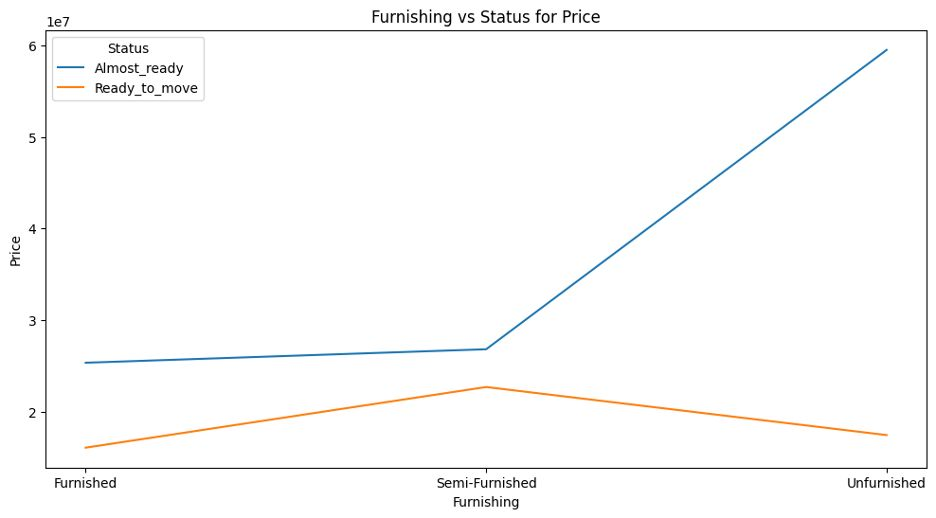 Furnishing vs Status for Price
1e7
Status
Almost_ready
Ready_to_move
6
5
4
3
2
Price
Furnished
Semi-Furnished
Unfurnished
Furnishing